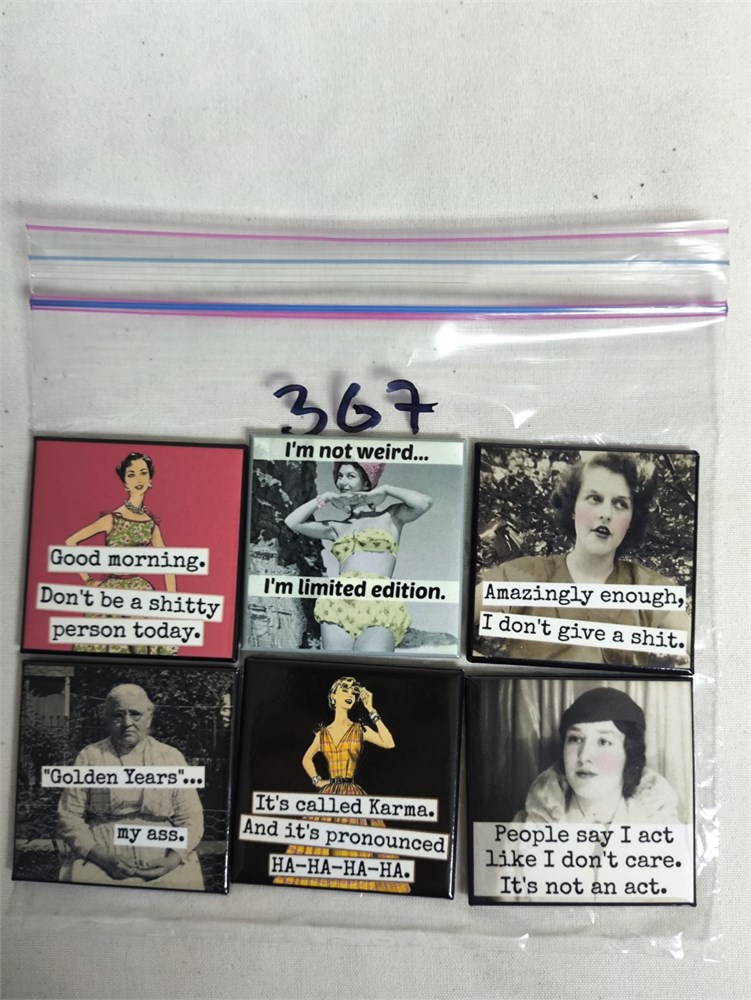 367
Good morning.
Don't be a shitty
person today.
I'm not weird...
I'm limited edition.
Amazingly enough,
I don't give a shit.
"Golden Years"...
my ass.
It's called Karma.
And it's pronounced
HA-HA-HA-HA.
People say I act
like I don't care.
It's not an act.